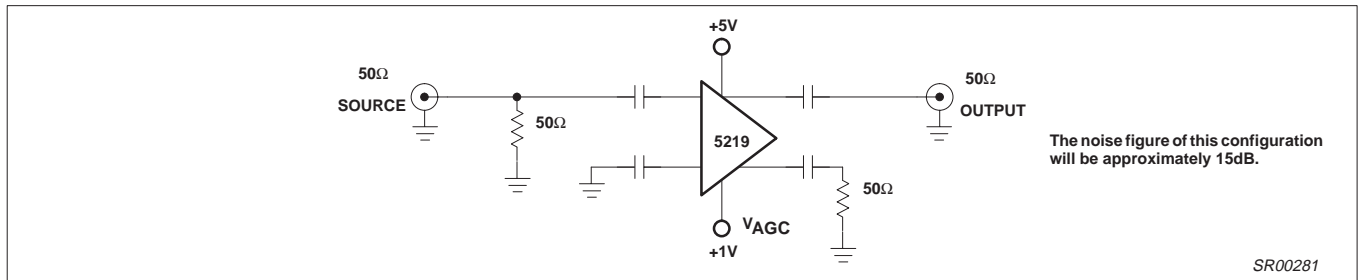 +5V
50Ω
50Ω
SOURCE
OUTPUT
50Ω
5219
The noise figure of this configuration
will be approximately 15dB.
50Ω
VAGC
+1V
SR00281